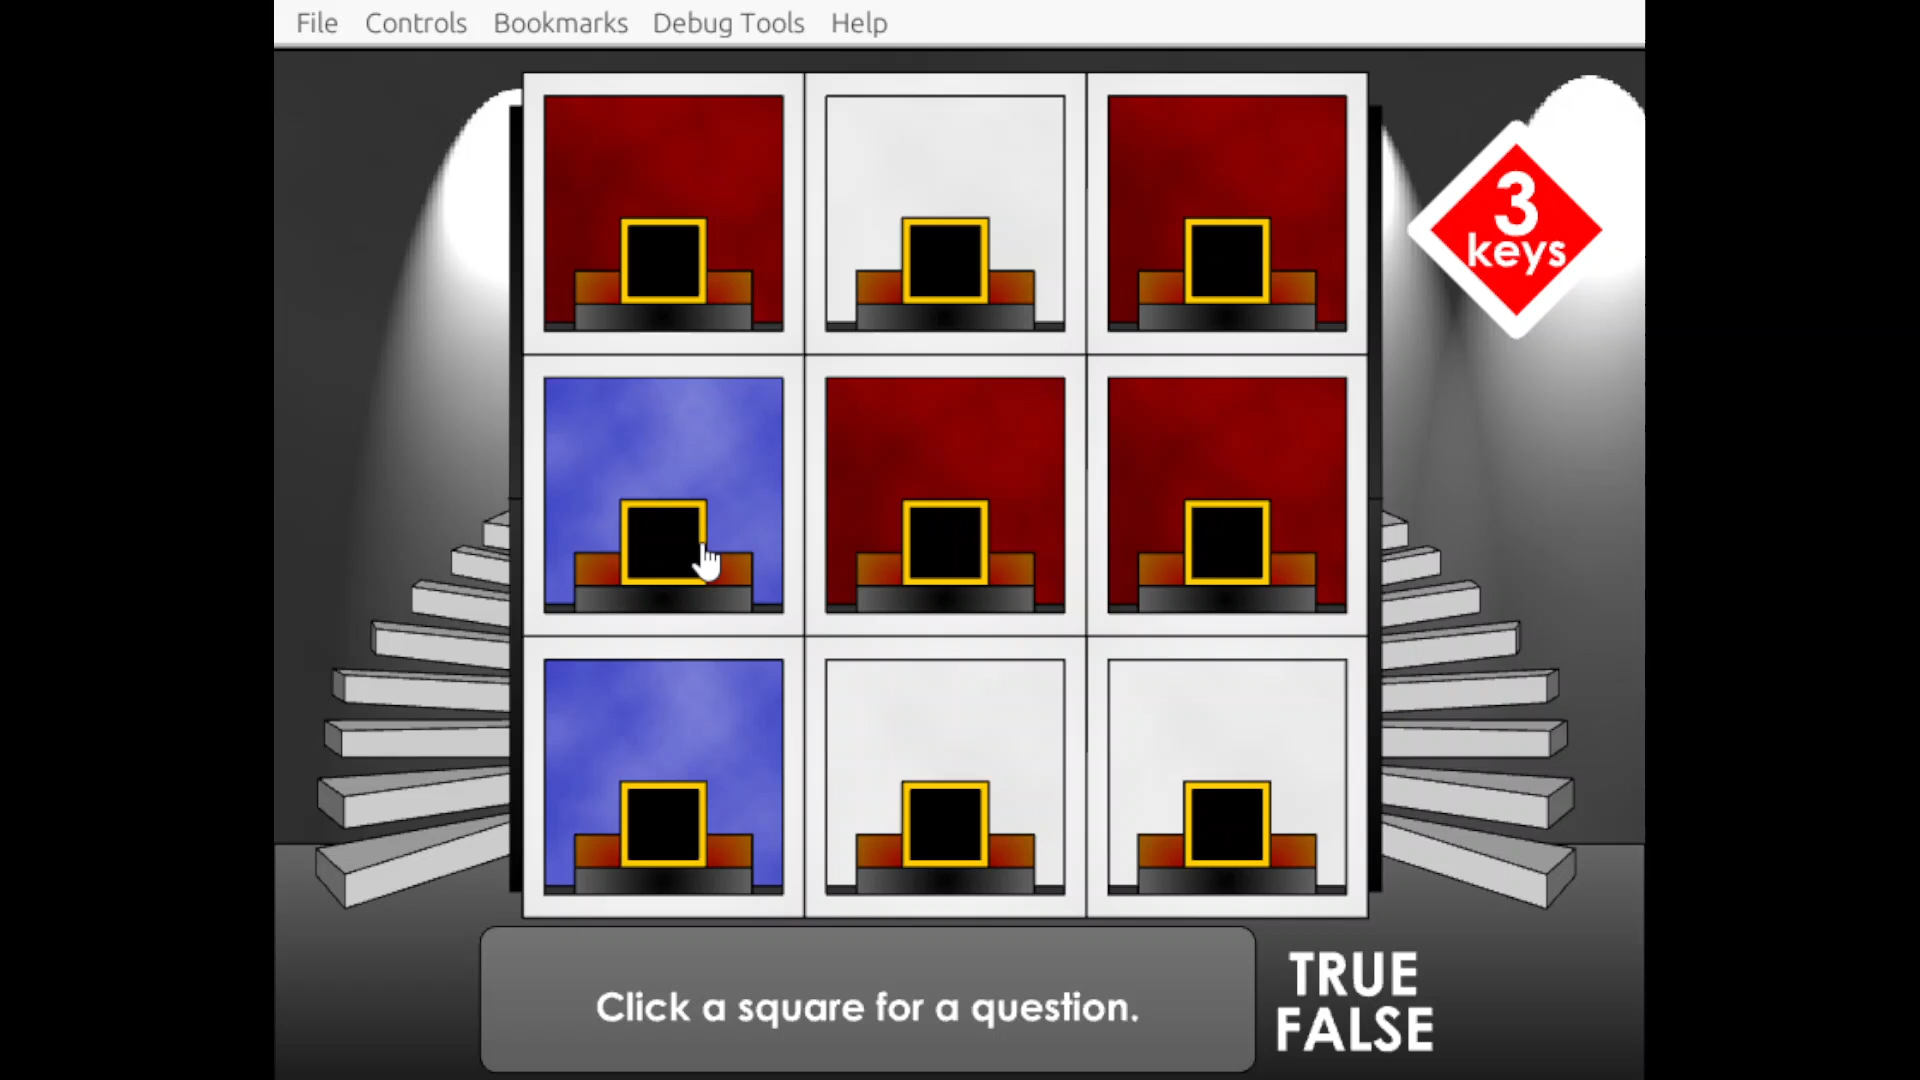 File Controls Bookmarks Debug Tools Help
3
keys
Click a square for a question.
TRUE
FALSE